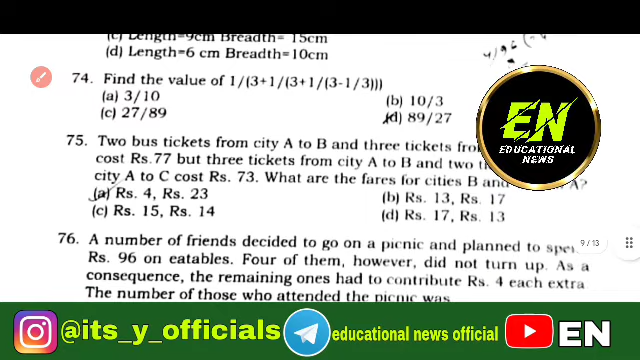 (c) Length=9cm Breadth= 15cm
(d) Length=6 cm Breadth=10cm
74. Find the value of 1/(3+1/(3+1/(3-1/3)))
(a) 3/10
(b) 10/3
(c) 27/89
(d) 89/27
75. Two bus tickets from city A to B and three tickets from
cost Rs.77 but three tickets from city A to B and two
city A to C cost Rs. 73. What are the fares for cities B and A?
(a) Rs. 4, Rs. 23
(b) Rs. 13, Rs. 17
(c) Rs. 15, Rs. 14
(d) Rs. 17, Rs. 13
76. A number of friends decided to go on a picnic and planned to
Rs. 96 on eatables. Four of them, however, did not turn up. As a
consequence, the remaining ones had to contribute Rs. 4 each extra.
The number of those who attended the picnic was
EN
EDUCATIONAL
NEWS
9 / 13
@its_y_officials
educational news official
EN